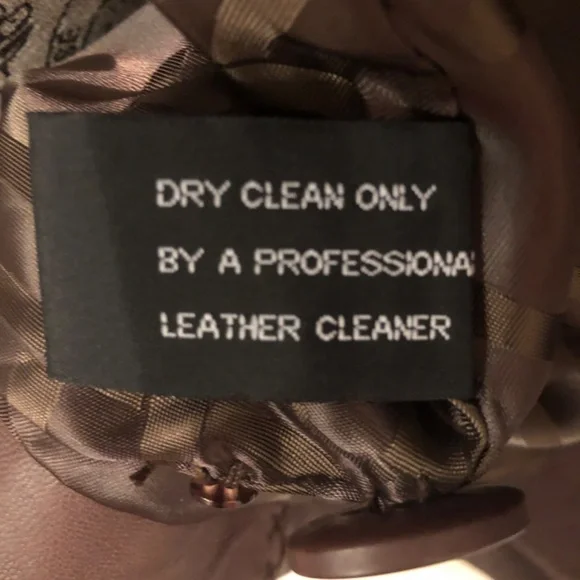 DRY CLEAN ONLY
BY A PROFESSIONA
LEATHER CLEANER